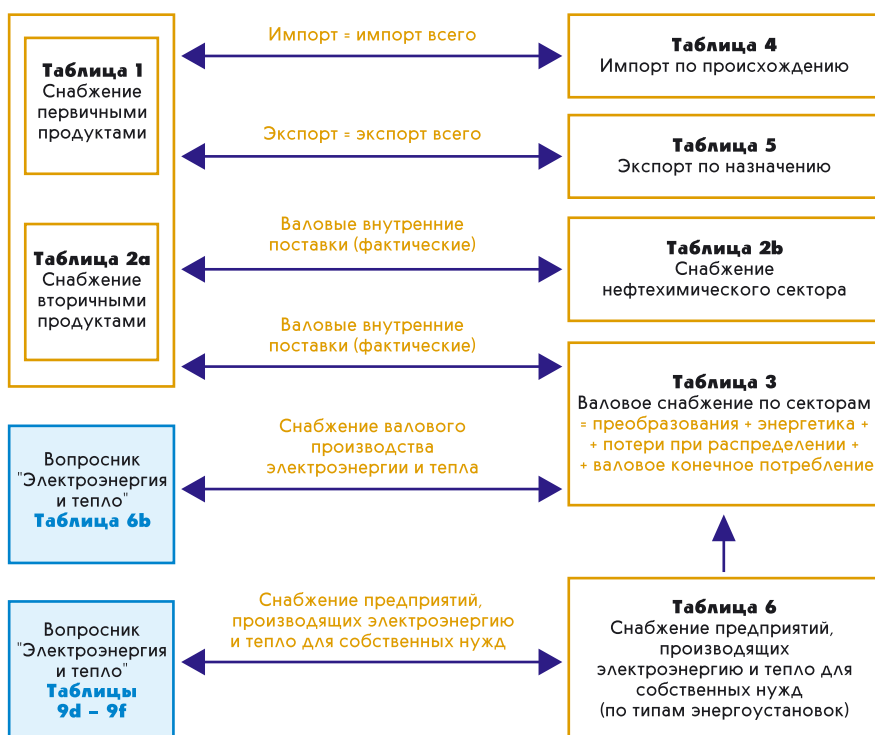 Таблица 1
Снабжение
первичными
продуктами
Импорт = импорт всего
Таблица 4
Импорт по происхождению
Экспорт = экспорт всего
Таблица 5
Экспорт по назначению
Таблица 2a
Снабжение
вторичными
продуктами
Валовые внутренние
поставки (фактические)
Таблица 2b
Снабжение
нефтехимического сектора
Валовые внутренние
поставки (фактические)
Таблица 3
Валовое снабжение по секторам
= преобразования + энергетика +
+ потери при распределении +
+ валовое конечное потребление
Вопросник
"Электроэнергия
и тепло"
Таблица 6b
Снабжение валового
производства
электроэнергии и тепла
Вопросник
"Электроэнергия
и тепло"
Таблицы
9d – 9f
Снабжение предприятий,
производящих электроэнергию
и тепло для собственных нужд
Таблица 6
Снабжение предприятий,
производящих
электроэнергию и тепло для
собственных нужд
(по типам энергоустановок)